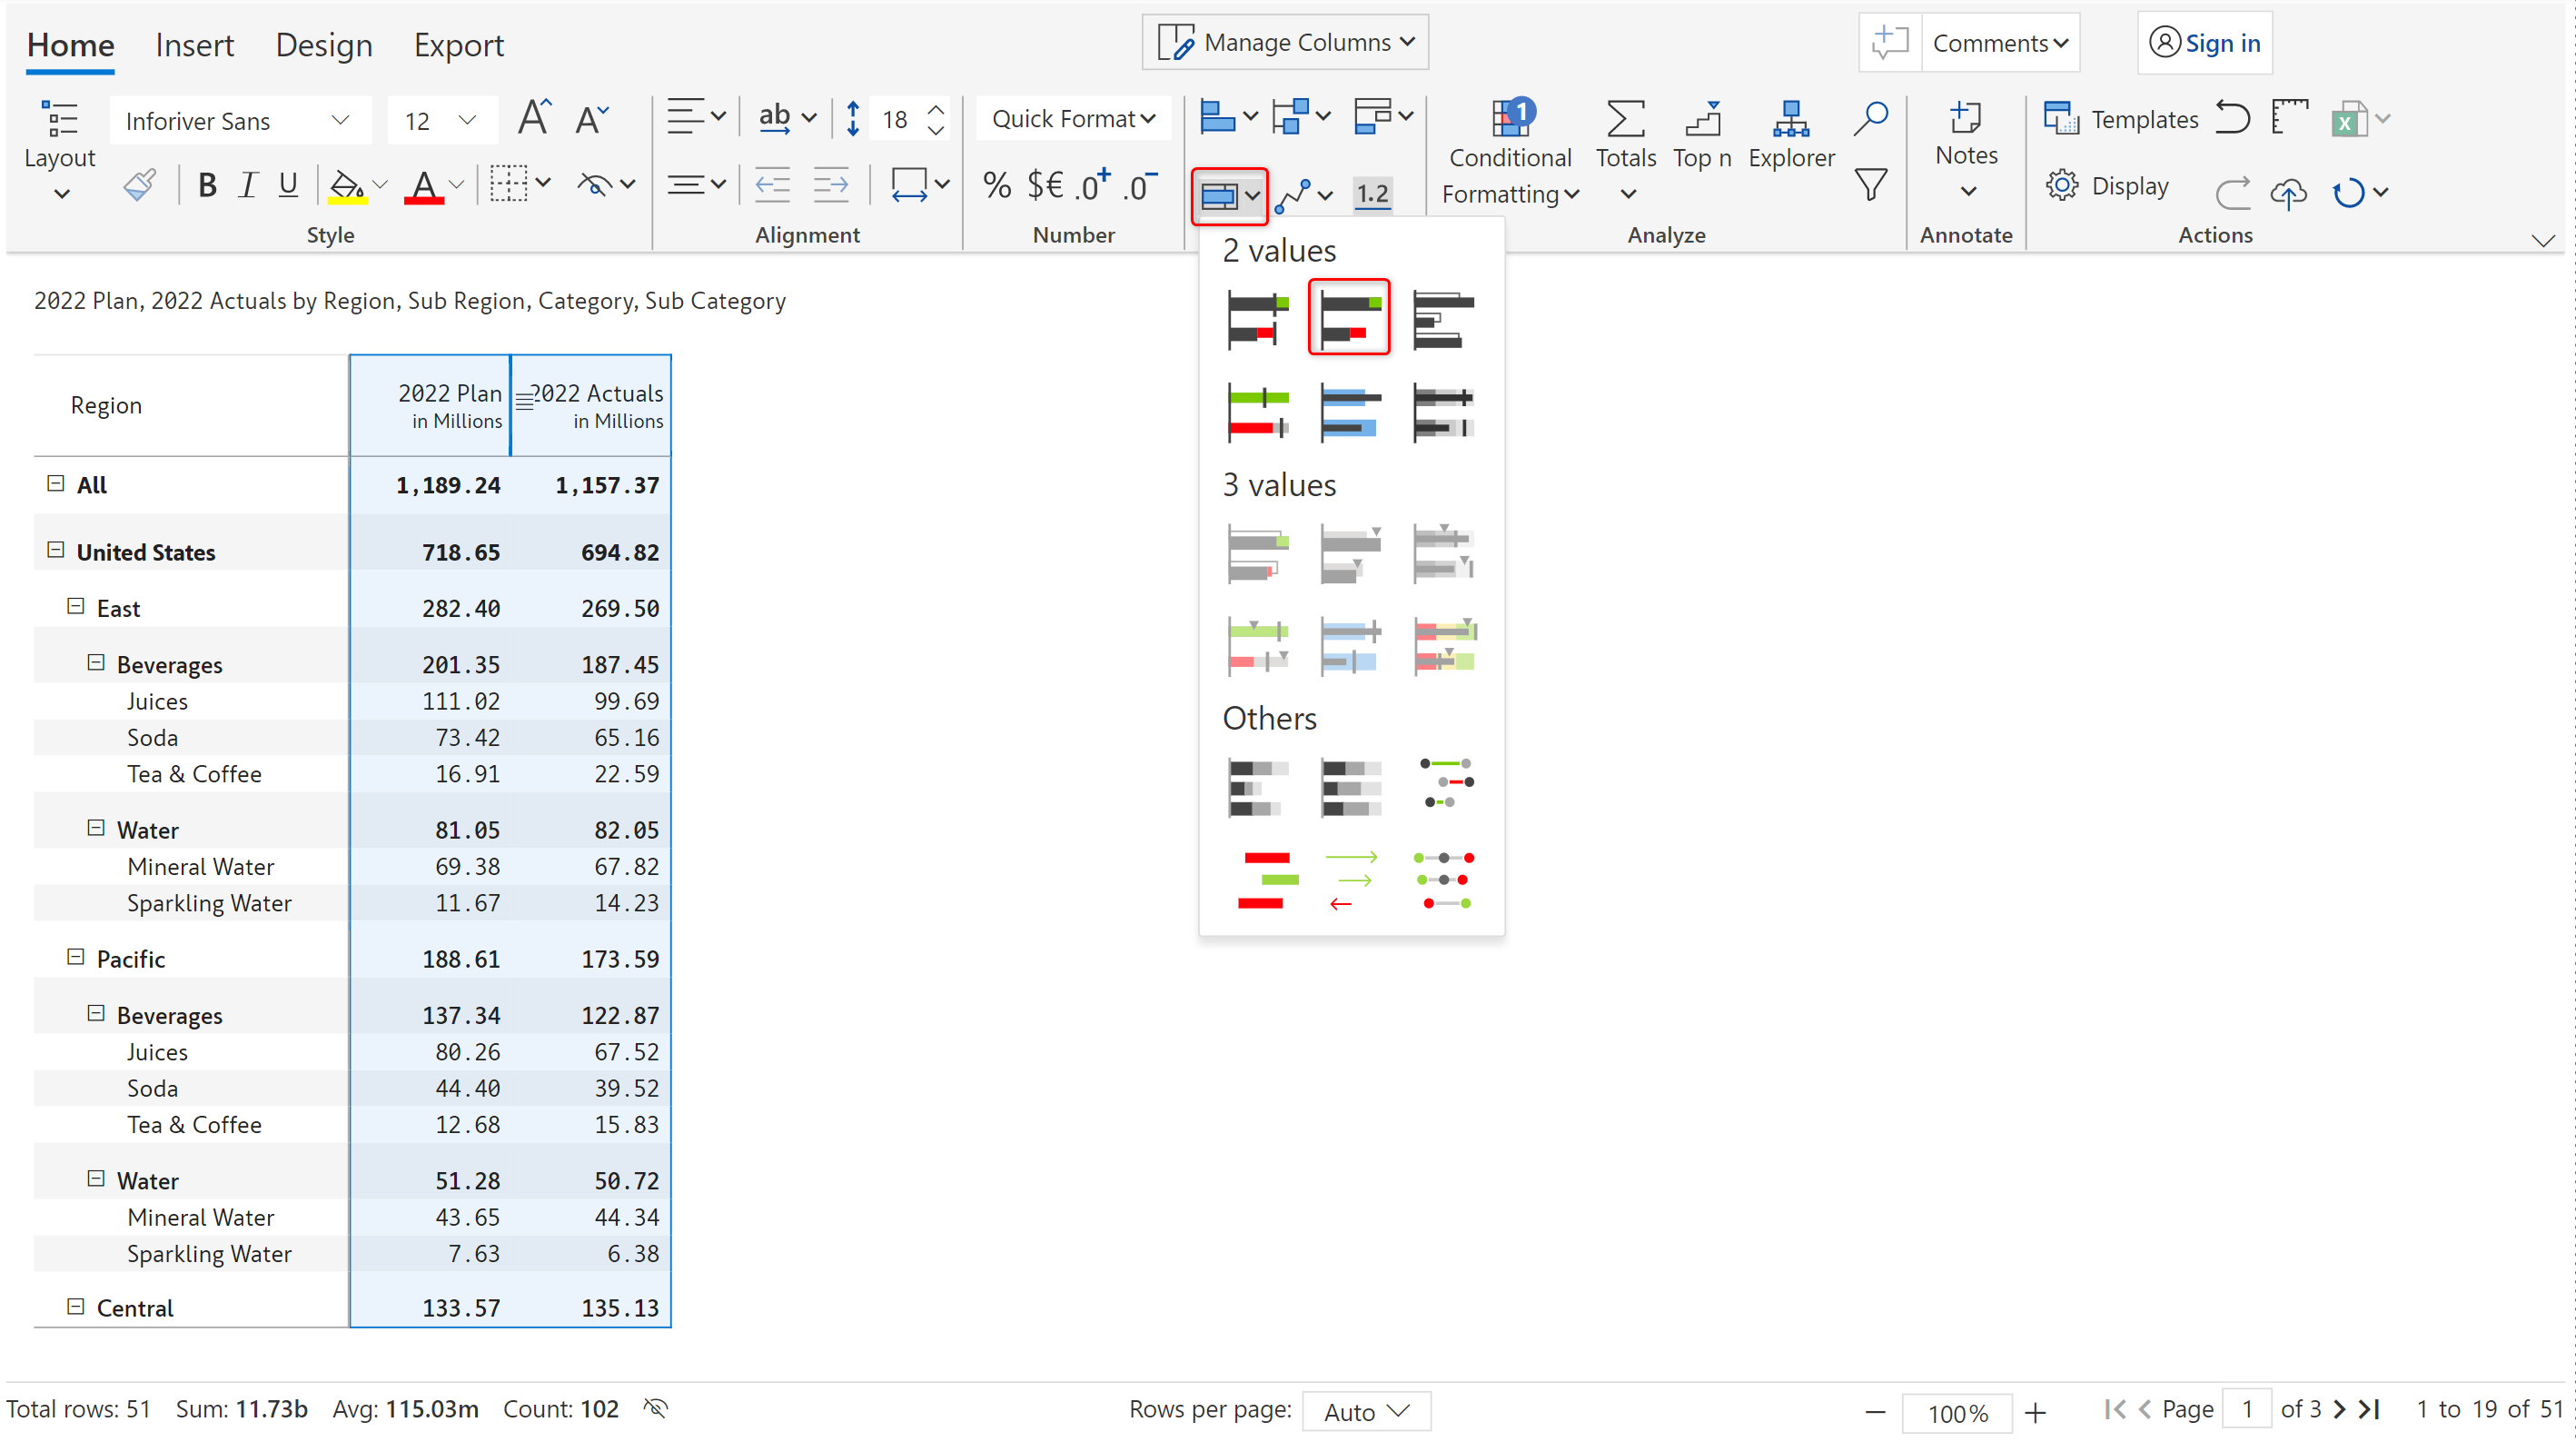 Home Insert Design Export Manage Columns Comments Sign in
Inforiver Sans 12 ab 18 Quick Format Templates
Layout Conditional Formatting Totals Top n Explorer Notes
B I U A % $€ .0+ .0- 1.2 Display
Style Alignment Number Analyze Annotate Actions
1
X
2 values
3 values
Others
2022 Plan, 2022 Actuals by Region, Sub Region, Category, Sub Category
Region 2022 Plan in Millions 2022 Actuals in Millions
All 1,189.24 1,157.37
United States 718.65 694.82
East 282.40 269.50
Beverages 201.35 187.45
Juices 111.02 99.69
Soda 73.42 65.16
Tea & Coffee 16.91 22.59
Water 81.05 82.05
Mineral Water 69.38 67.82
Sparkling Water 11.67 14.23
Pacific 188.61 173.59
Beverages 137.34 122.87
Juices 80.26 67.52
Soda 44.40 39.52
Tea & Coffee 12.68 15.83
Water 51.28 50.72
Mineral Water 43.65 44.34
Sparkling Water 7.63 6.38
Central 133.57 135.13
Total rows: 51 Sum: 11.73b Avg: 115.03m Count: 102 Rows per page: Auto 100% Page 1 of 3 1 to 19 of 51